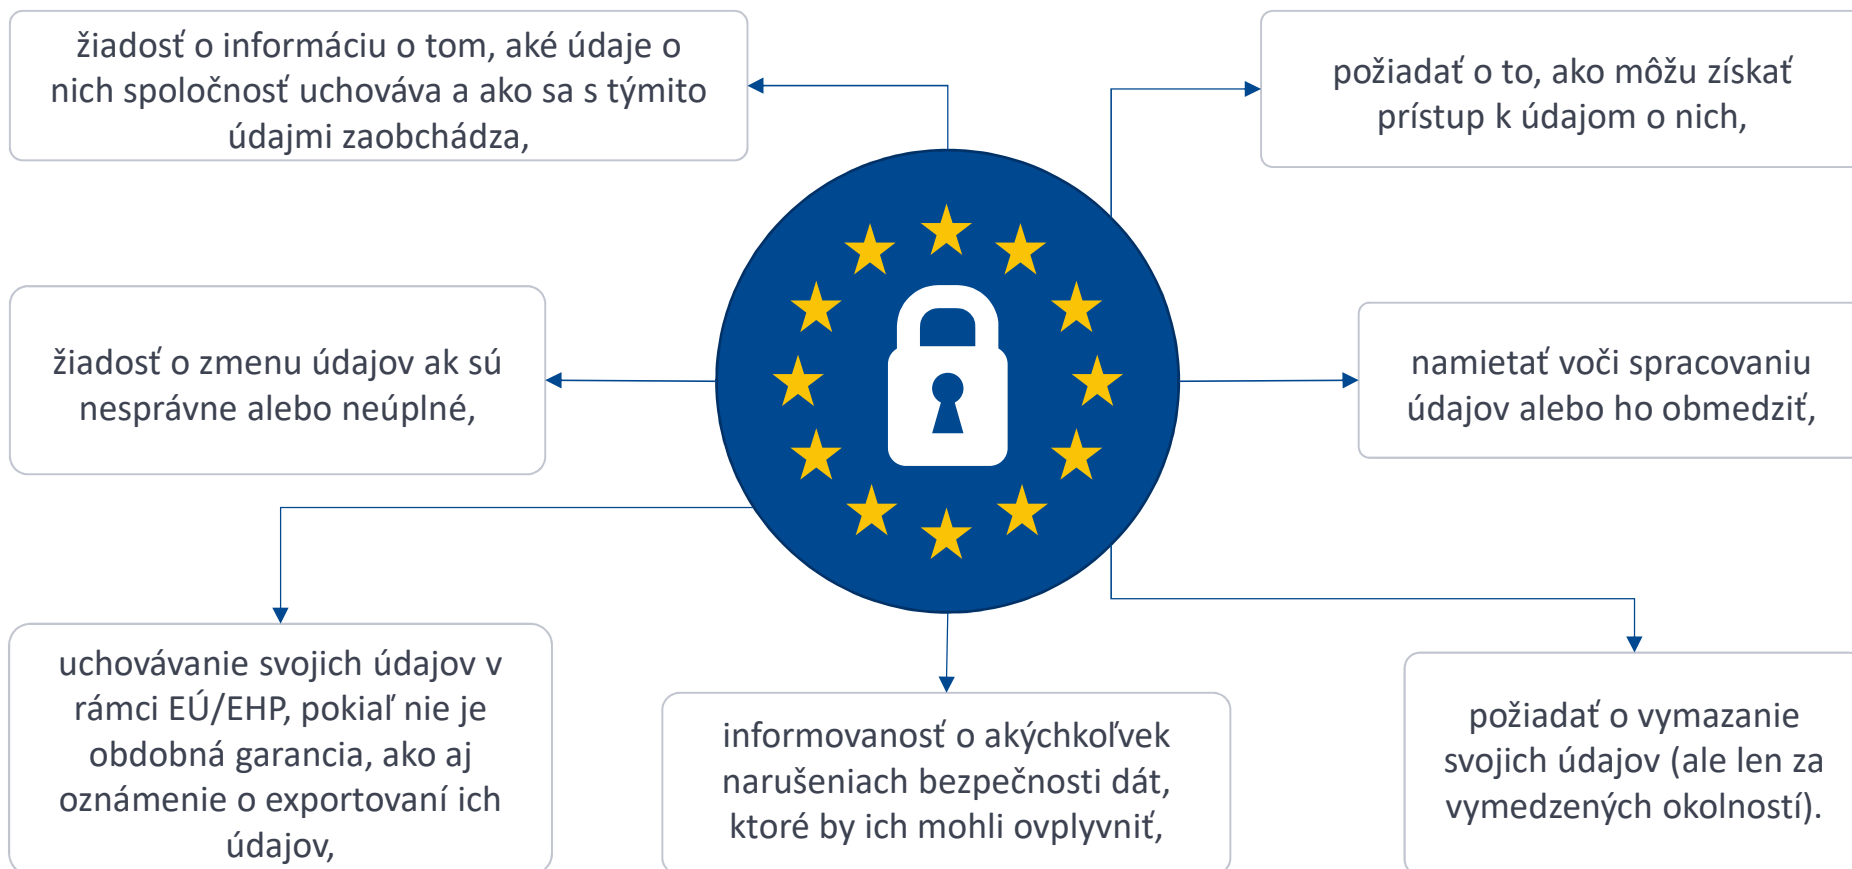 žiadosť o informáciu o tom, aké údaje o
nich spoločnosť uchováva a ako sa s týmito
údajmi zaobchádza,
požiadať o to, ako môžu získať
prístup k údajom o nich,
žiadosť o zmenu údajov ak sú
nesprávne alebo neúplné,
namietať voči spracovaniu
údajov alebo ho obmedziť,
uchovávanie svojich údajov v
rámci EÚ/EHP, pokiaľ nie je
obdobná garancia, ako aj
oznámenie o exportovaní ich
údajov,
informovanosť o akýchkoľvek
narušeniach bezpečnosti dát,
ktoré by ich mohli ovplyvniť,
požiadať o vymazanie
svojich údajov (ale len za
vymedzených okolností).